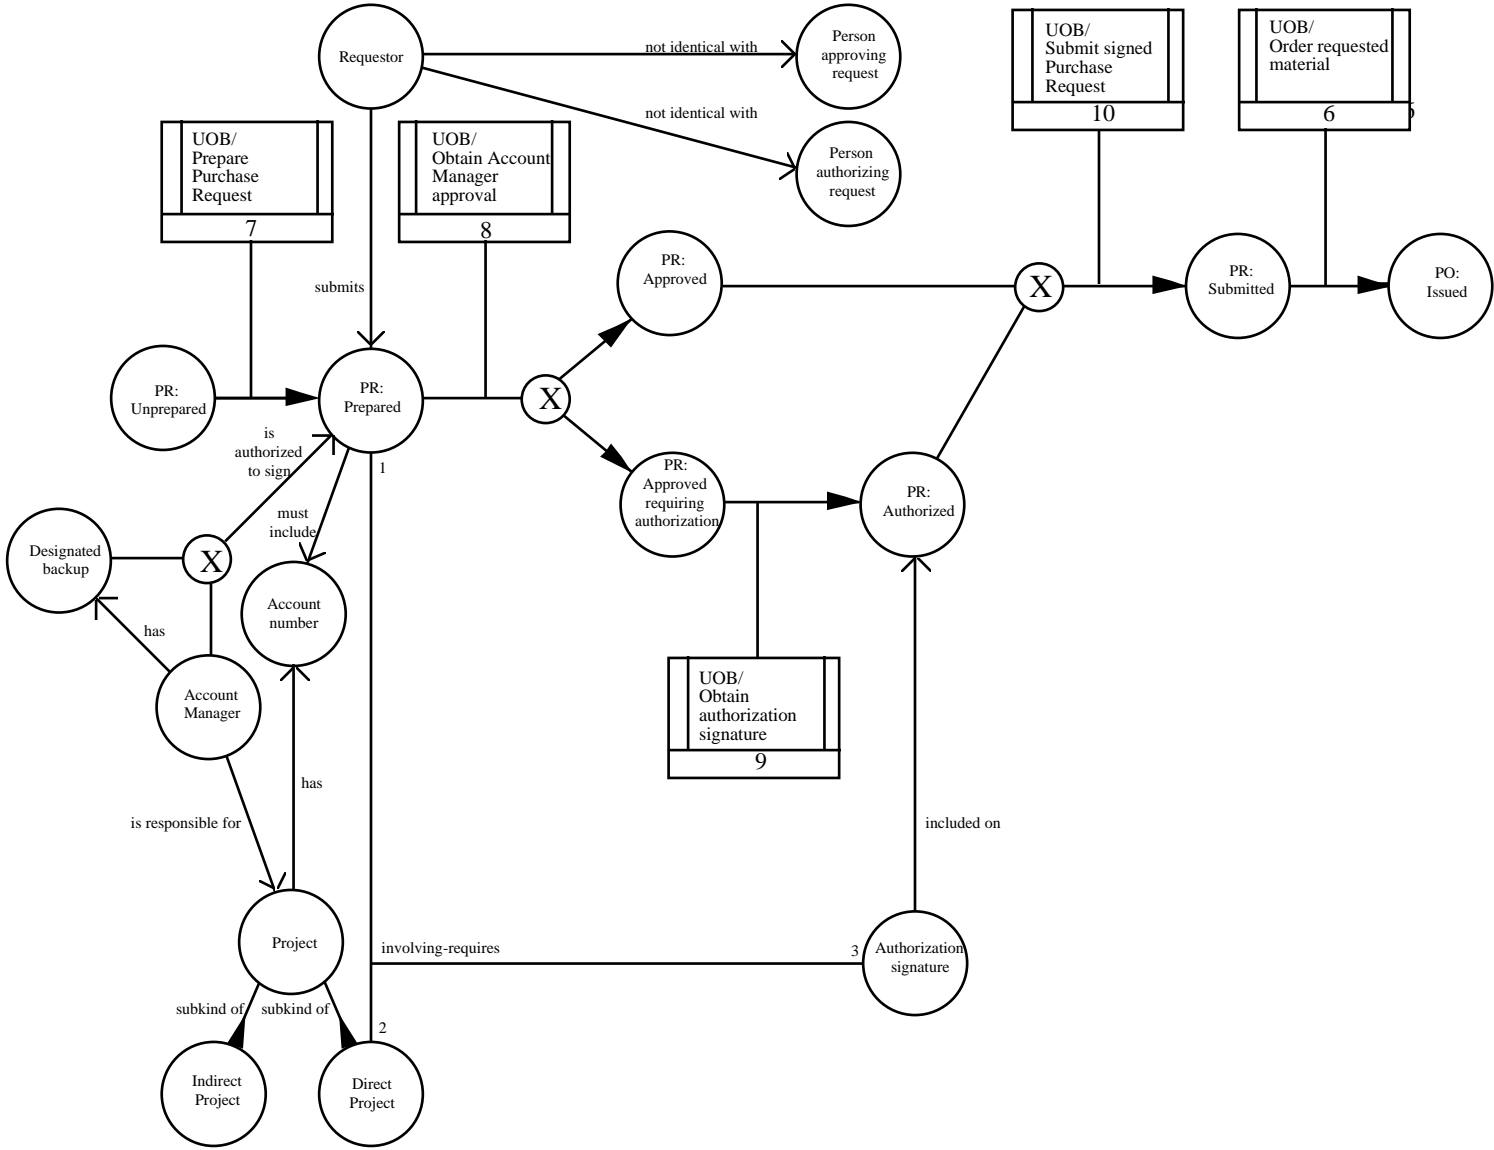 Requestor
not identical with
Person
approving
request
UOB/
Submit signed
Purchase
Request
10
UOB/
Order requested
material
6
UOB/
Prepare
Purchase
Request
7
UOB/
Obtain Account
Manager
approval
8
not identical with
Person
authorizing
request
submits
PR:
Approved
X
PR:
Submitted
PO:
Issued
PR:
Unprepared
PR:
Prepared
X
is
authorized
to sign
1
PR:
Approved
requiring
authorization
PR:
Authorized
must
include
Designated
backup
X
Account
number
has
Account
Manager
UOB/
Obtain
authorization
signature
9
has
is responsible for
included on
Project
involving-requires
3
Authorization
signature
subkind of
subkind of
2
Indirect
Project
Direct
Project